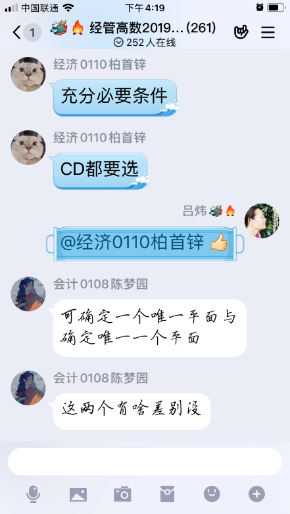 中国联通
下午4:19
1
经管高数2019...(261)
252人在线
经济0110柏首锌
充分必要条件
经济0110柏首锌
CD都要选
吕炜
@经济0110柏首锌
会计0108陈梦园
可确定一个唯一平面与
确定唯一一个平面
会计0108陈梦园
这两个有啥差别没